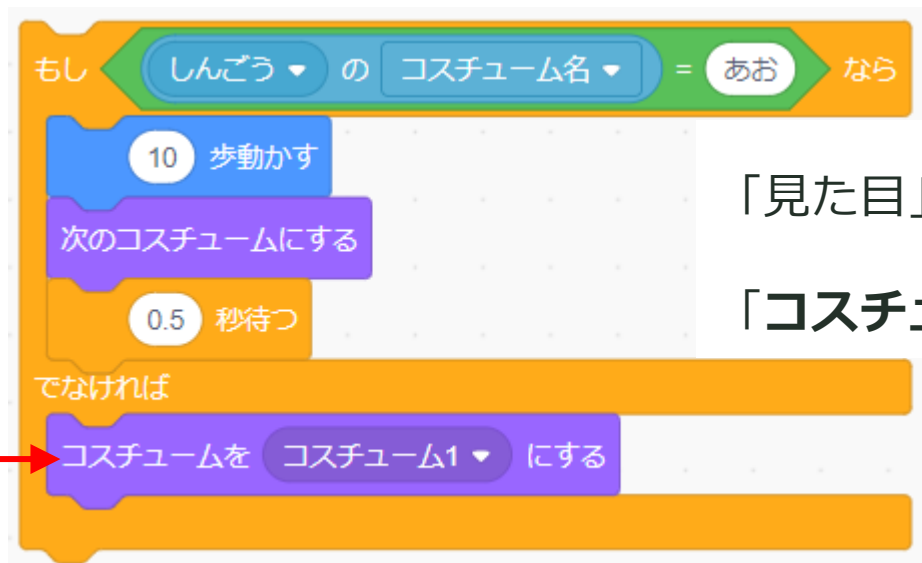 もし しんごう の コスチューム名 = あお なら
10 歩動かす
「見た目」
次のコスチュームにする
0.5 秒待つ
「コスチュ
でなければ
コスチュームを コスチューム1 にする